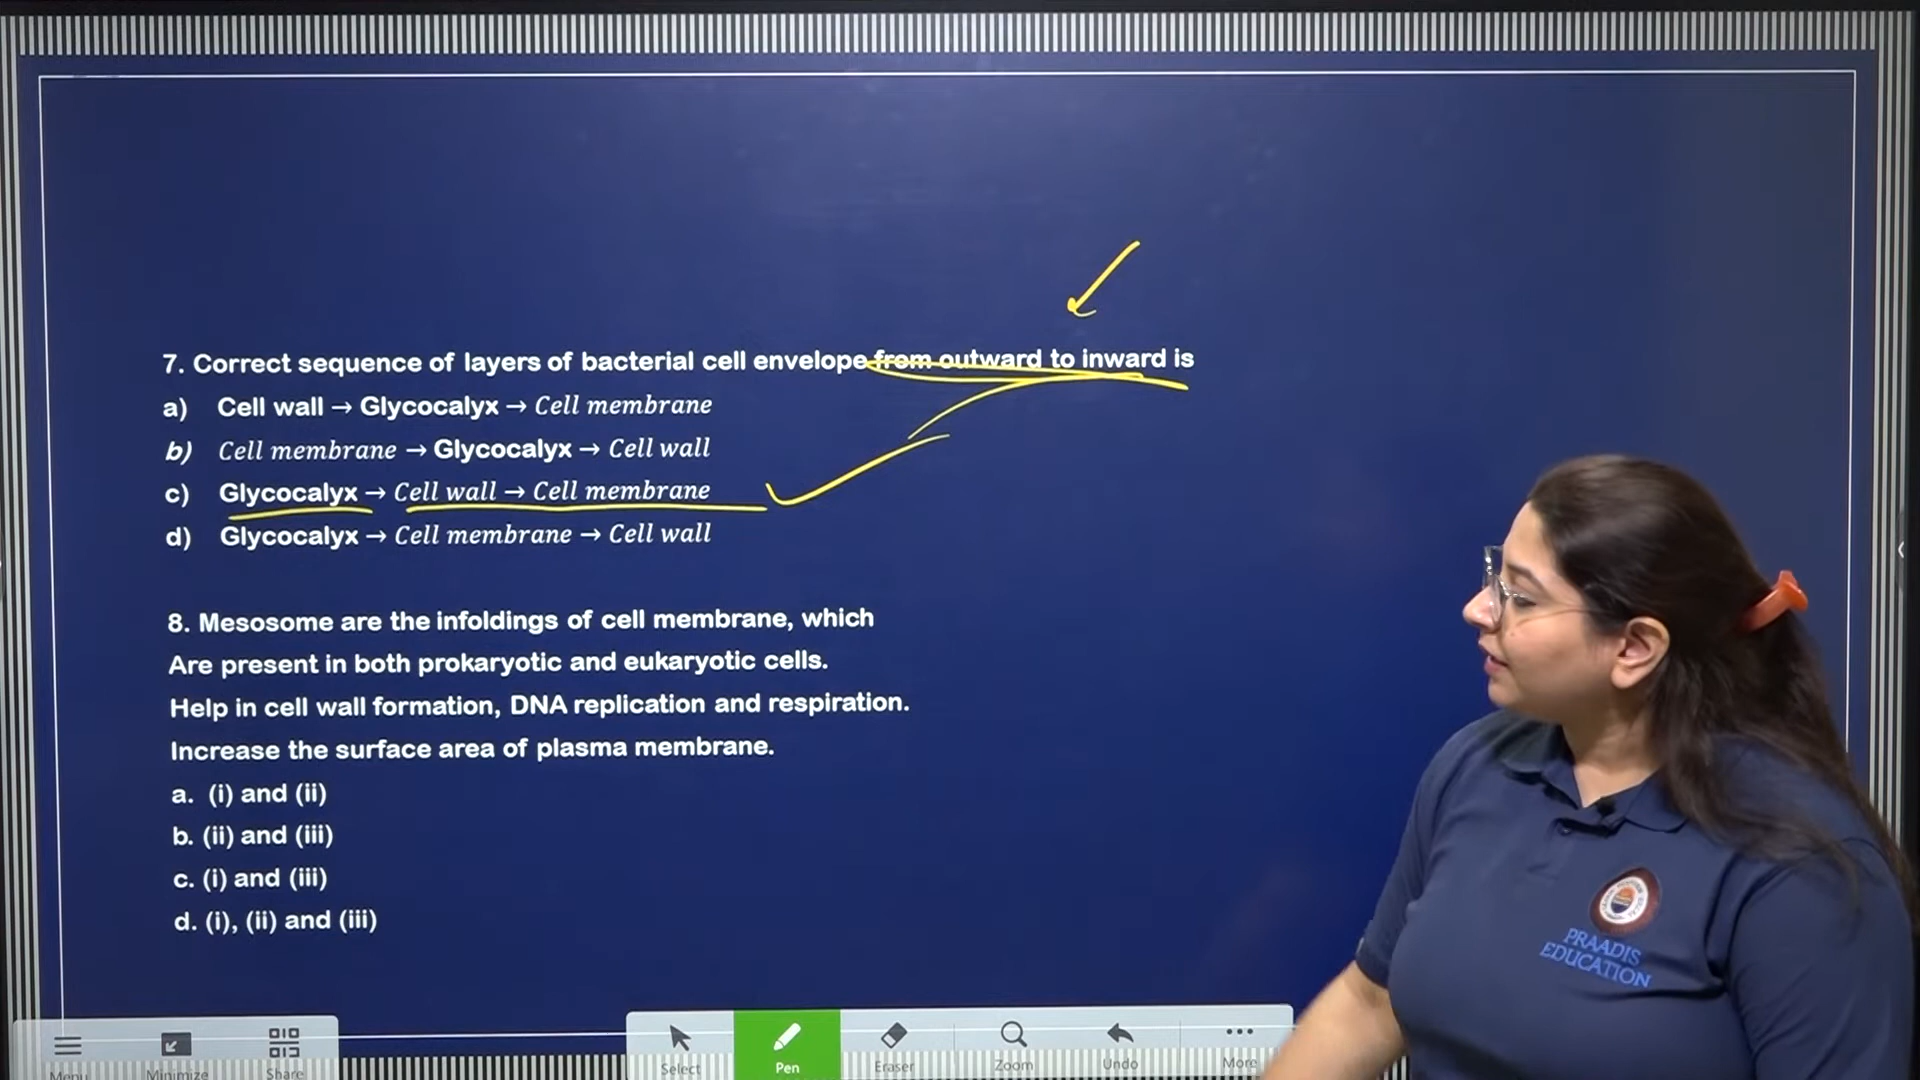 7. Correct sequence of layers of bacterial cell envelope from outward to inward is
a) Cell wall → Glycocalyx → Cell membrane
b) Cell membrane → Glycocalyx → Cell wall
c) Glycocalyx → Cell wall → Cell membrane
d) Glycocalyx → Cell membrane → Cell wall
8. Mesosome are the infoldings of cell membrane, which
Are present in both prokaryotic and eukaryotic cells.
Help in cell wall formation, DNA replication and respiration.
Increase the surface area of plasma membrane.
a. (i) and (ii)
b. (ii) and (iii)
c. (i) and (iii)
d. (i), (ii) and (iii)
PRAADIS
EDUCATION
Menu Minimize Share Select Pen Eraser Zoom Undo More